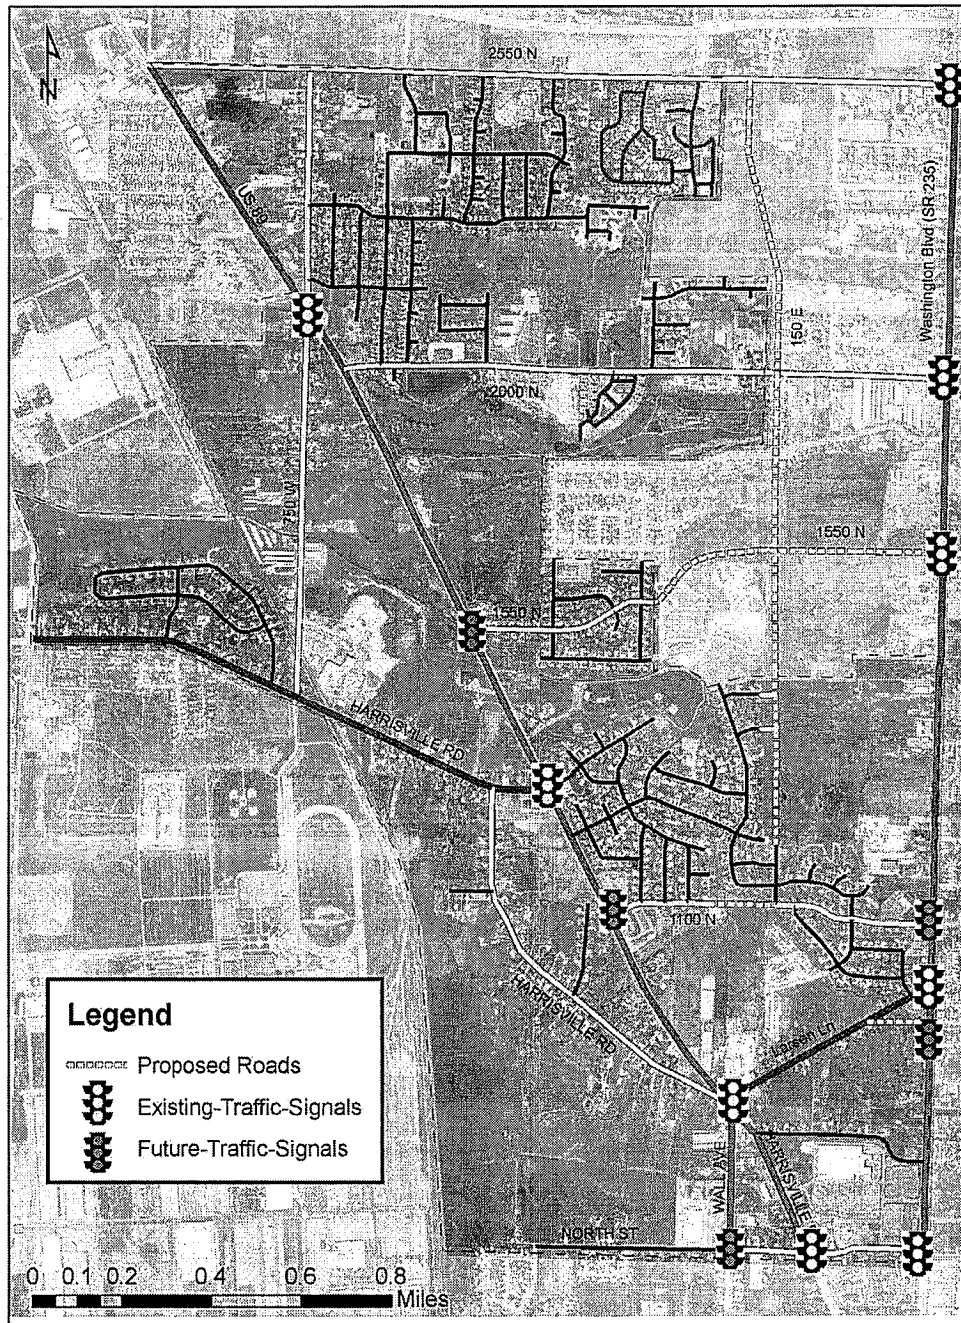 N
2550 N
US-89
Washington Blvd (SR 235)
150 E
2000 N
750 W
1550 N
1550 N
HARRISVILLE RD
1100 N
HARRISVILLE RD
Larsen Ln
WALL AVE
HARRISVILLE
NORTH ST
Legend
Proposed Roads
Existing-Traffic-Signals
Future-Traffic-Signals
0 0.1 0.2 0.4 0.6 0.8
Miles